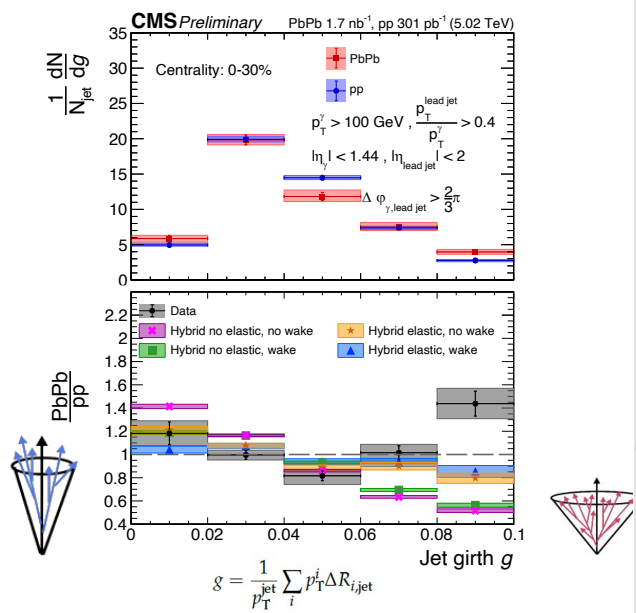 CMS Preliminary PbPb 1.7 nb⁻¹, pp 301 pb⁻¹ (5.02 TeV)
35
30
25
20
15
10
5
0
1/N_jet dN/dg
Centrality: 0-30%
PbPb
pp
p_T^γ > 100 GeV , p_T^{lead jet}/p_T^γ > 0.4
|η_γ| < 1.44 , |η_{lead jet}| < 2
Δ φ_{γ,lead jet} > 2/3 π
2.2
2
1.8
1.6
1.4
1.2
1
0.8
0.6
0.4
PbPb/pp
Data
Hybrid no elastic, no wake
Hybrid elastic, no wake
Hybrid no elastic, wake
Hybrid elastic, wake
0 0.02 0.04 0.06 0.08 0.1
Jet girth g
g = 1/p_T^{jet} ∑_i p_T^i ΔR_{i,jet}